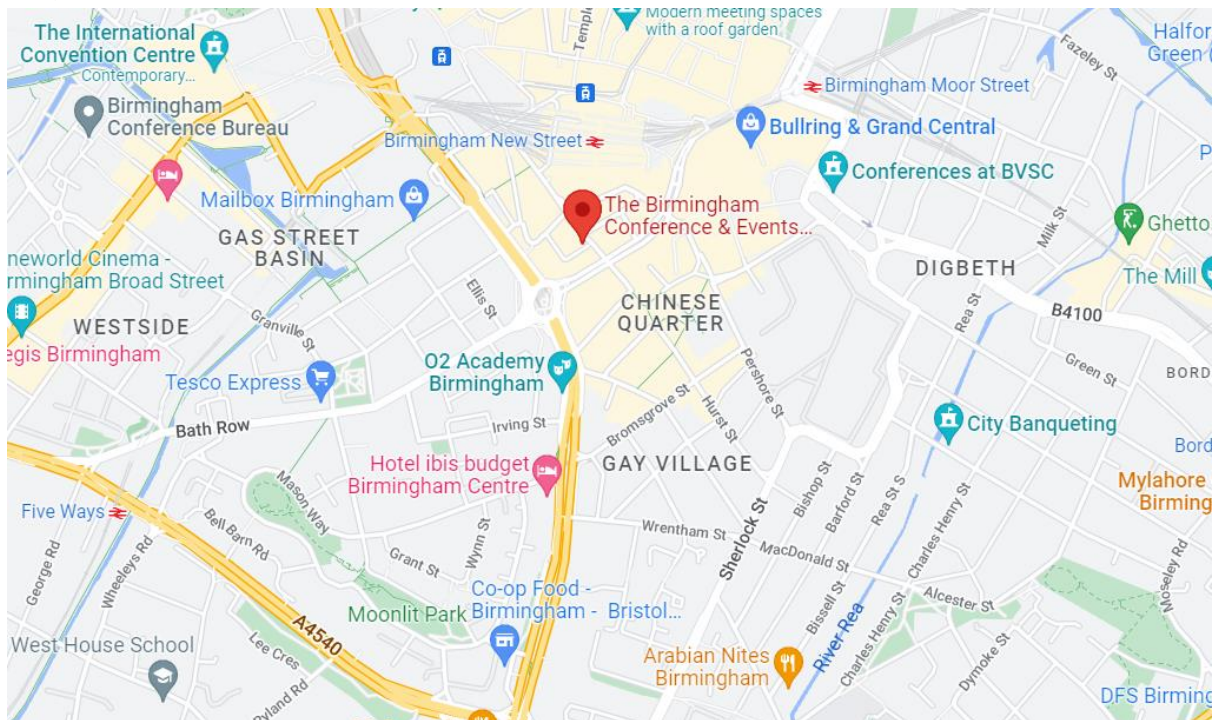 Modern meeting spaces
with a roof garden
The International
Convention Centre
Contemporary...
Birmingham
Conference Bureau
Temple
Halfor
Green (
Fazeley St
Birmingham Moor Street
Birmingham New Street
Bullring & Grand Central
Conferences at BVSC
Mailbox Birmingham
The Birmingham
Conference & Events...
GAS STREET
BASIN
Milk St
Ghetto
The Mill
DIGBETH
neworld Cinema -
rmingham Broad Street
WESTSIDE
egis Birmingham
Granville St
Ellis St
CHINESE
QUARTER
Rea St
B4100
Green St
BORD
O2 Academy
Birmingham
Tesco Express
Pershore St
Bath Row
Irving St
Bromsgrove St
Hurst St
City Banqueting
Bord
Hotel ibis budget
Birmingham Centre
GAY VILLAGE
Mylahore
Birming
Five Ways
Mason Way
Bell Barn Rd
Grant St
Wynn St
Wrentham St
Sherlock St
MacDonald St
Bishop St
Barford St
Rea St S
Charles Henry St
George Rd
Wheeleys Rd
Moseley Rd
Co-op Food -
Birmingham - Bristol...
Moonlit Park
A4540
Bissell St
River Rea
Charles Henry St
Alcester St
Dymoke St
West House School
Lee Cres
Ryland Rd
Arabian Nites
Birmingham
DFS Birming